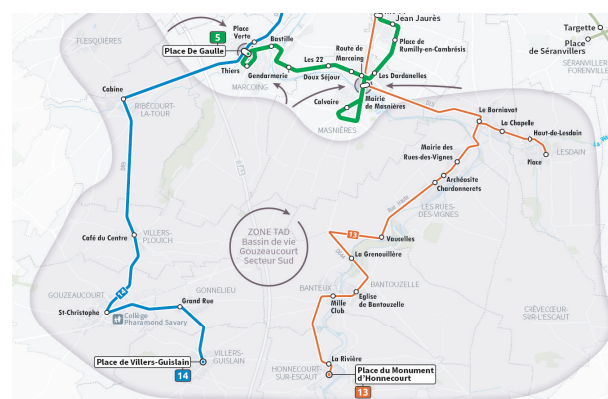 FLESQUIÈRES
Place
Verte
5
Bastille
Place De Gaulle
Thiers
Gendarmerie
Les 22
Doux Séjour
MARCOING
Route de
Marcoing
Jean Jaurès
Place de
Rumilly-en-Cambrésis
Les Dardanelles
Mairie
de Masnières
Calvaire
MASNIÈRES
Targette
Place
de Séranvillers
SÉRANVILLER
FORENVILLE
Cabine
RIBÉCOURT-
LA-TOUR
Le Borniavat
La Chapelle
Haut-de-Lesdain
LESDAIN
Place
Mairie des
Rues-des-Vignes
Archéosite
Chardonnerets
LES RUES-
DES-VIGNES
ZONE TAD
Bassin de vie
Gouzeaucourt
Secteur Sud
13
Vaucelles
La Grenouillère
Café du Centre
VILLERS-
PLOUICH
BANTEUX
BANTOUZELLE
Mille
Club
Eglise
de Bantouzelle
GOUZEAUCOURT
14
GONNELIEU
Grand Rue
St-Christophe
Collège
Pharamond Savary
CRÈVECŒUR-
SUR-L'ESCAUT
Place de Villers-Guislain
VILLERS-
GUISLAIN
14
La Rivière
HONNECOURT-
SUR-ESCAUT
Place du Monument
d'Honnecourt
13